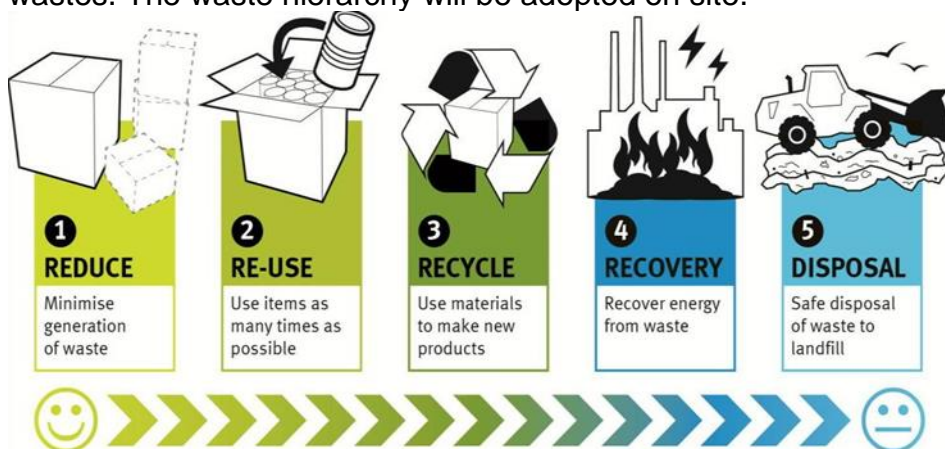 wastes. The waste hierarchy will be adopted on site.
1
REDUCE
Minimise
generation
of waste
2
RE-USE
Use items as
many times as
possible
3
RECYCLE
Use materials
to make new
products
4
RECOVERY
Recover energy
from waste
5
DISPOSAL
Safe disposal
of waste to
landfill